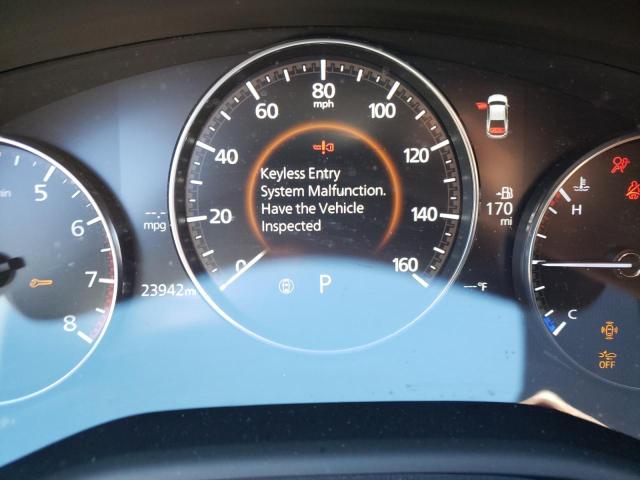 80
mph
60
100
40
120
20
140
0
160
Keyless Entry
System Malfunction.
Have the Vehicle
Inspected
5
6
7
8
--.-
mpg
23942 mi
P
170
mi
---°F
H
C
OFF